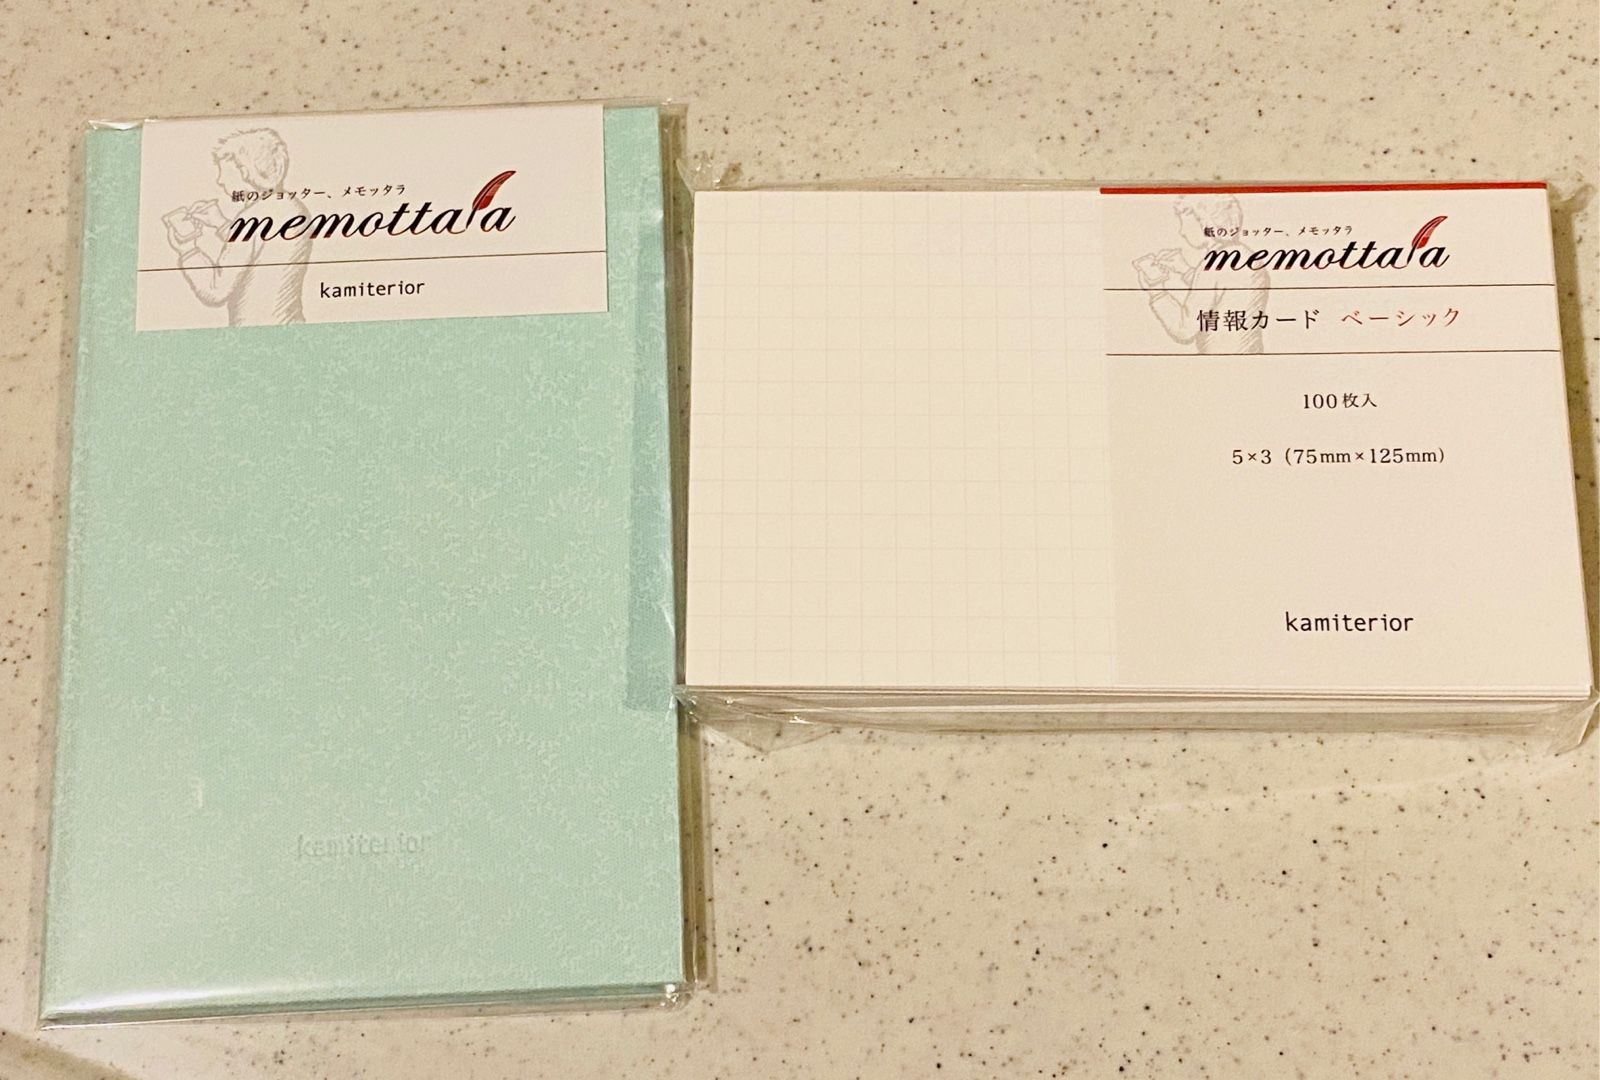 紙のジョッター、メモッタラ
memottala
kamiterior
kamiterior
紙のジョッター、メモッタラ
memottala
情報カード ベーシック
100枚入
5×3（75mm×125mm）
kamiterior